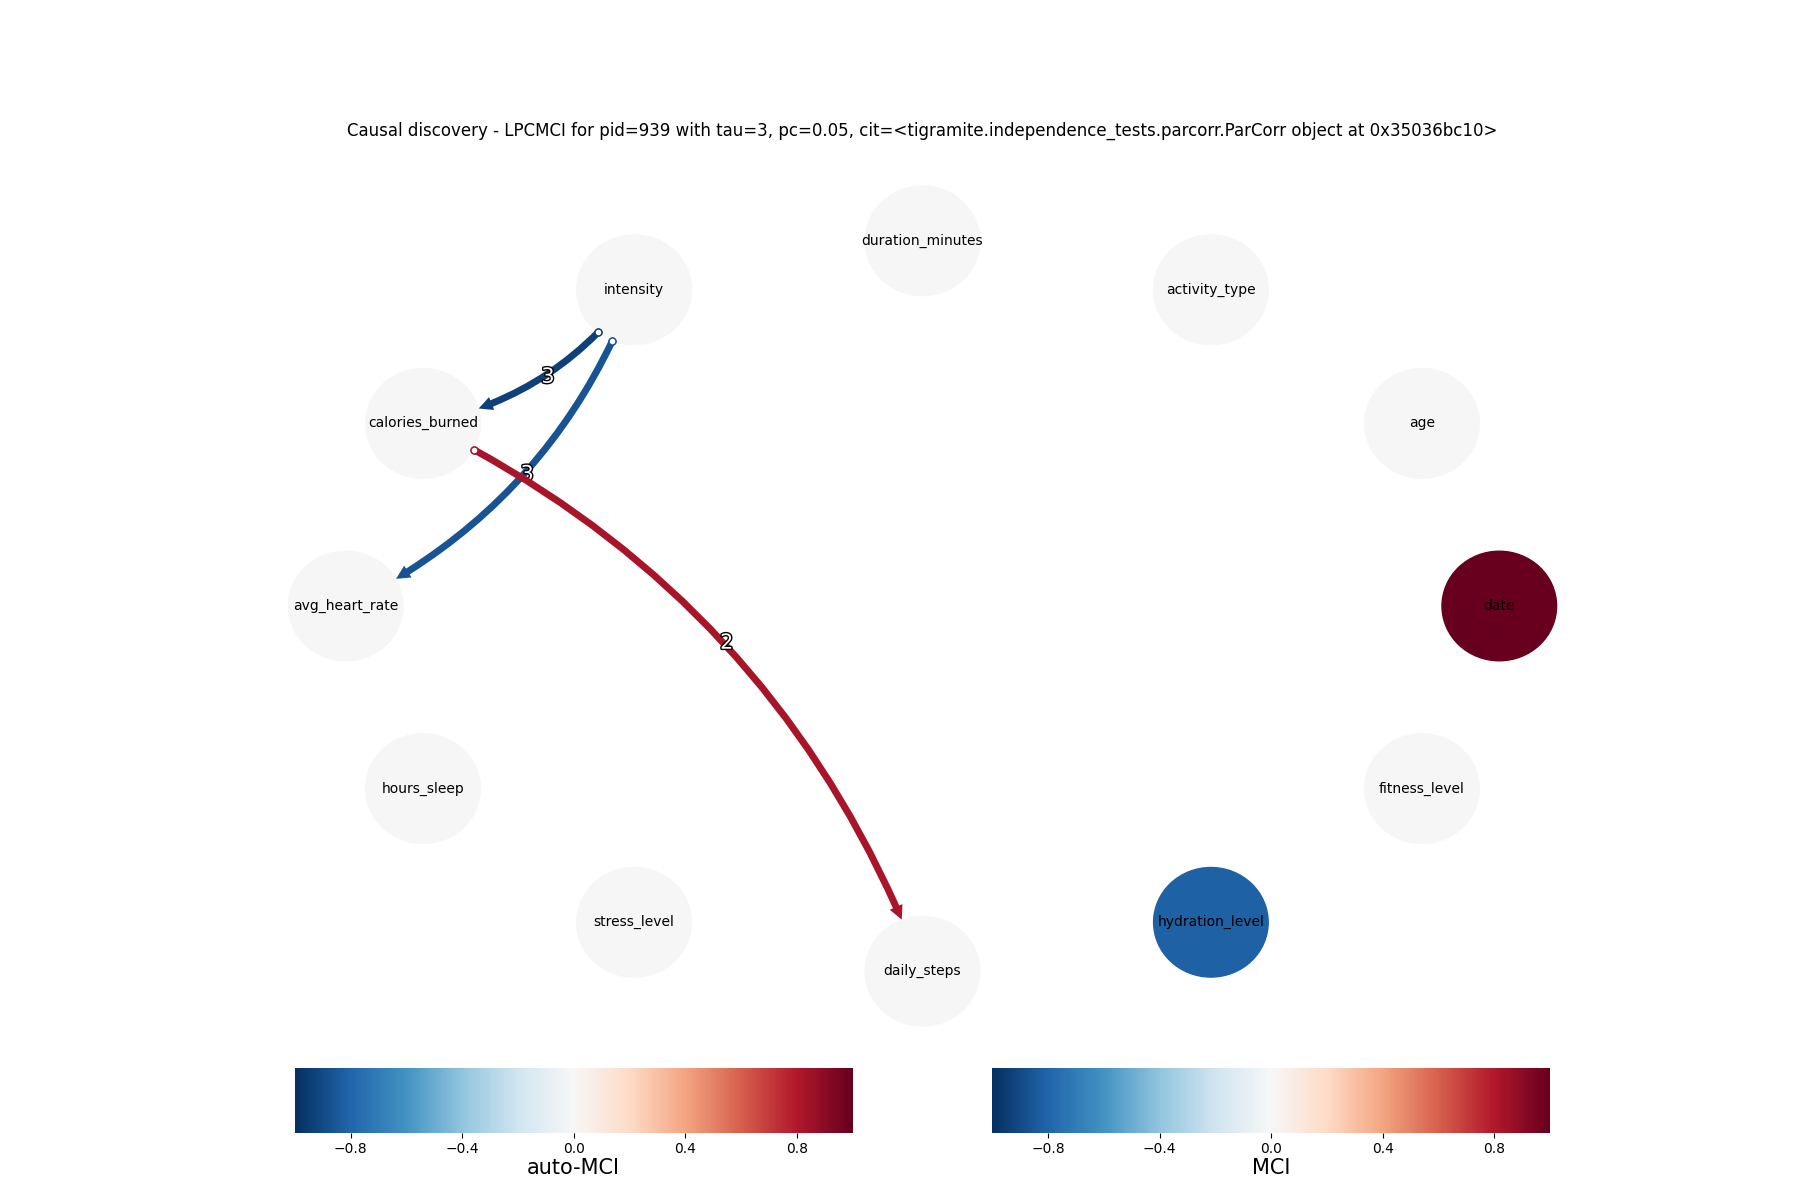 Causal discovery - LPCMCI for pid=939 with tau=3, pc=0.05, cit=<tigramite.independence_tests.parcorr.ParCorr object at 0x35036bc10>
duration_minutes
intensity
activity_type
3
calories_burned
age
3
avg_heart_rate
date
2
hours_sleep
fitness_level
stress_level
hydration_level
daily_steps
−0.8 −0.4 0.0 0.4 0.8
auto-MCI
−0.8 −0.4 0.0 0.4 0.8
MCI